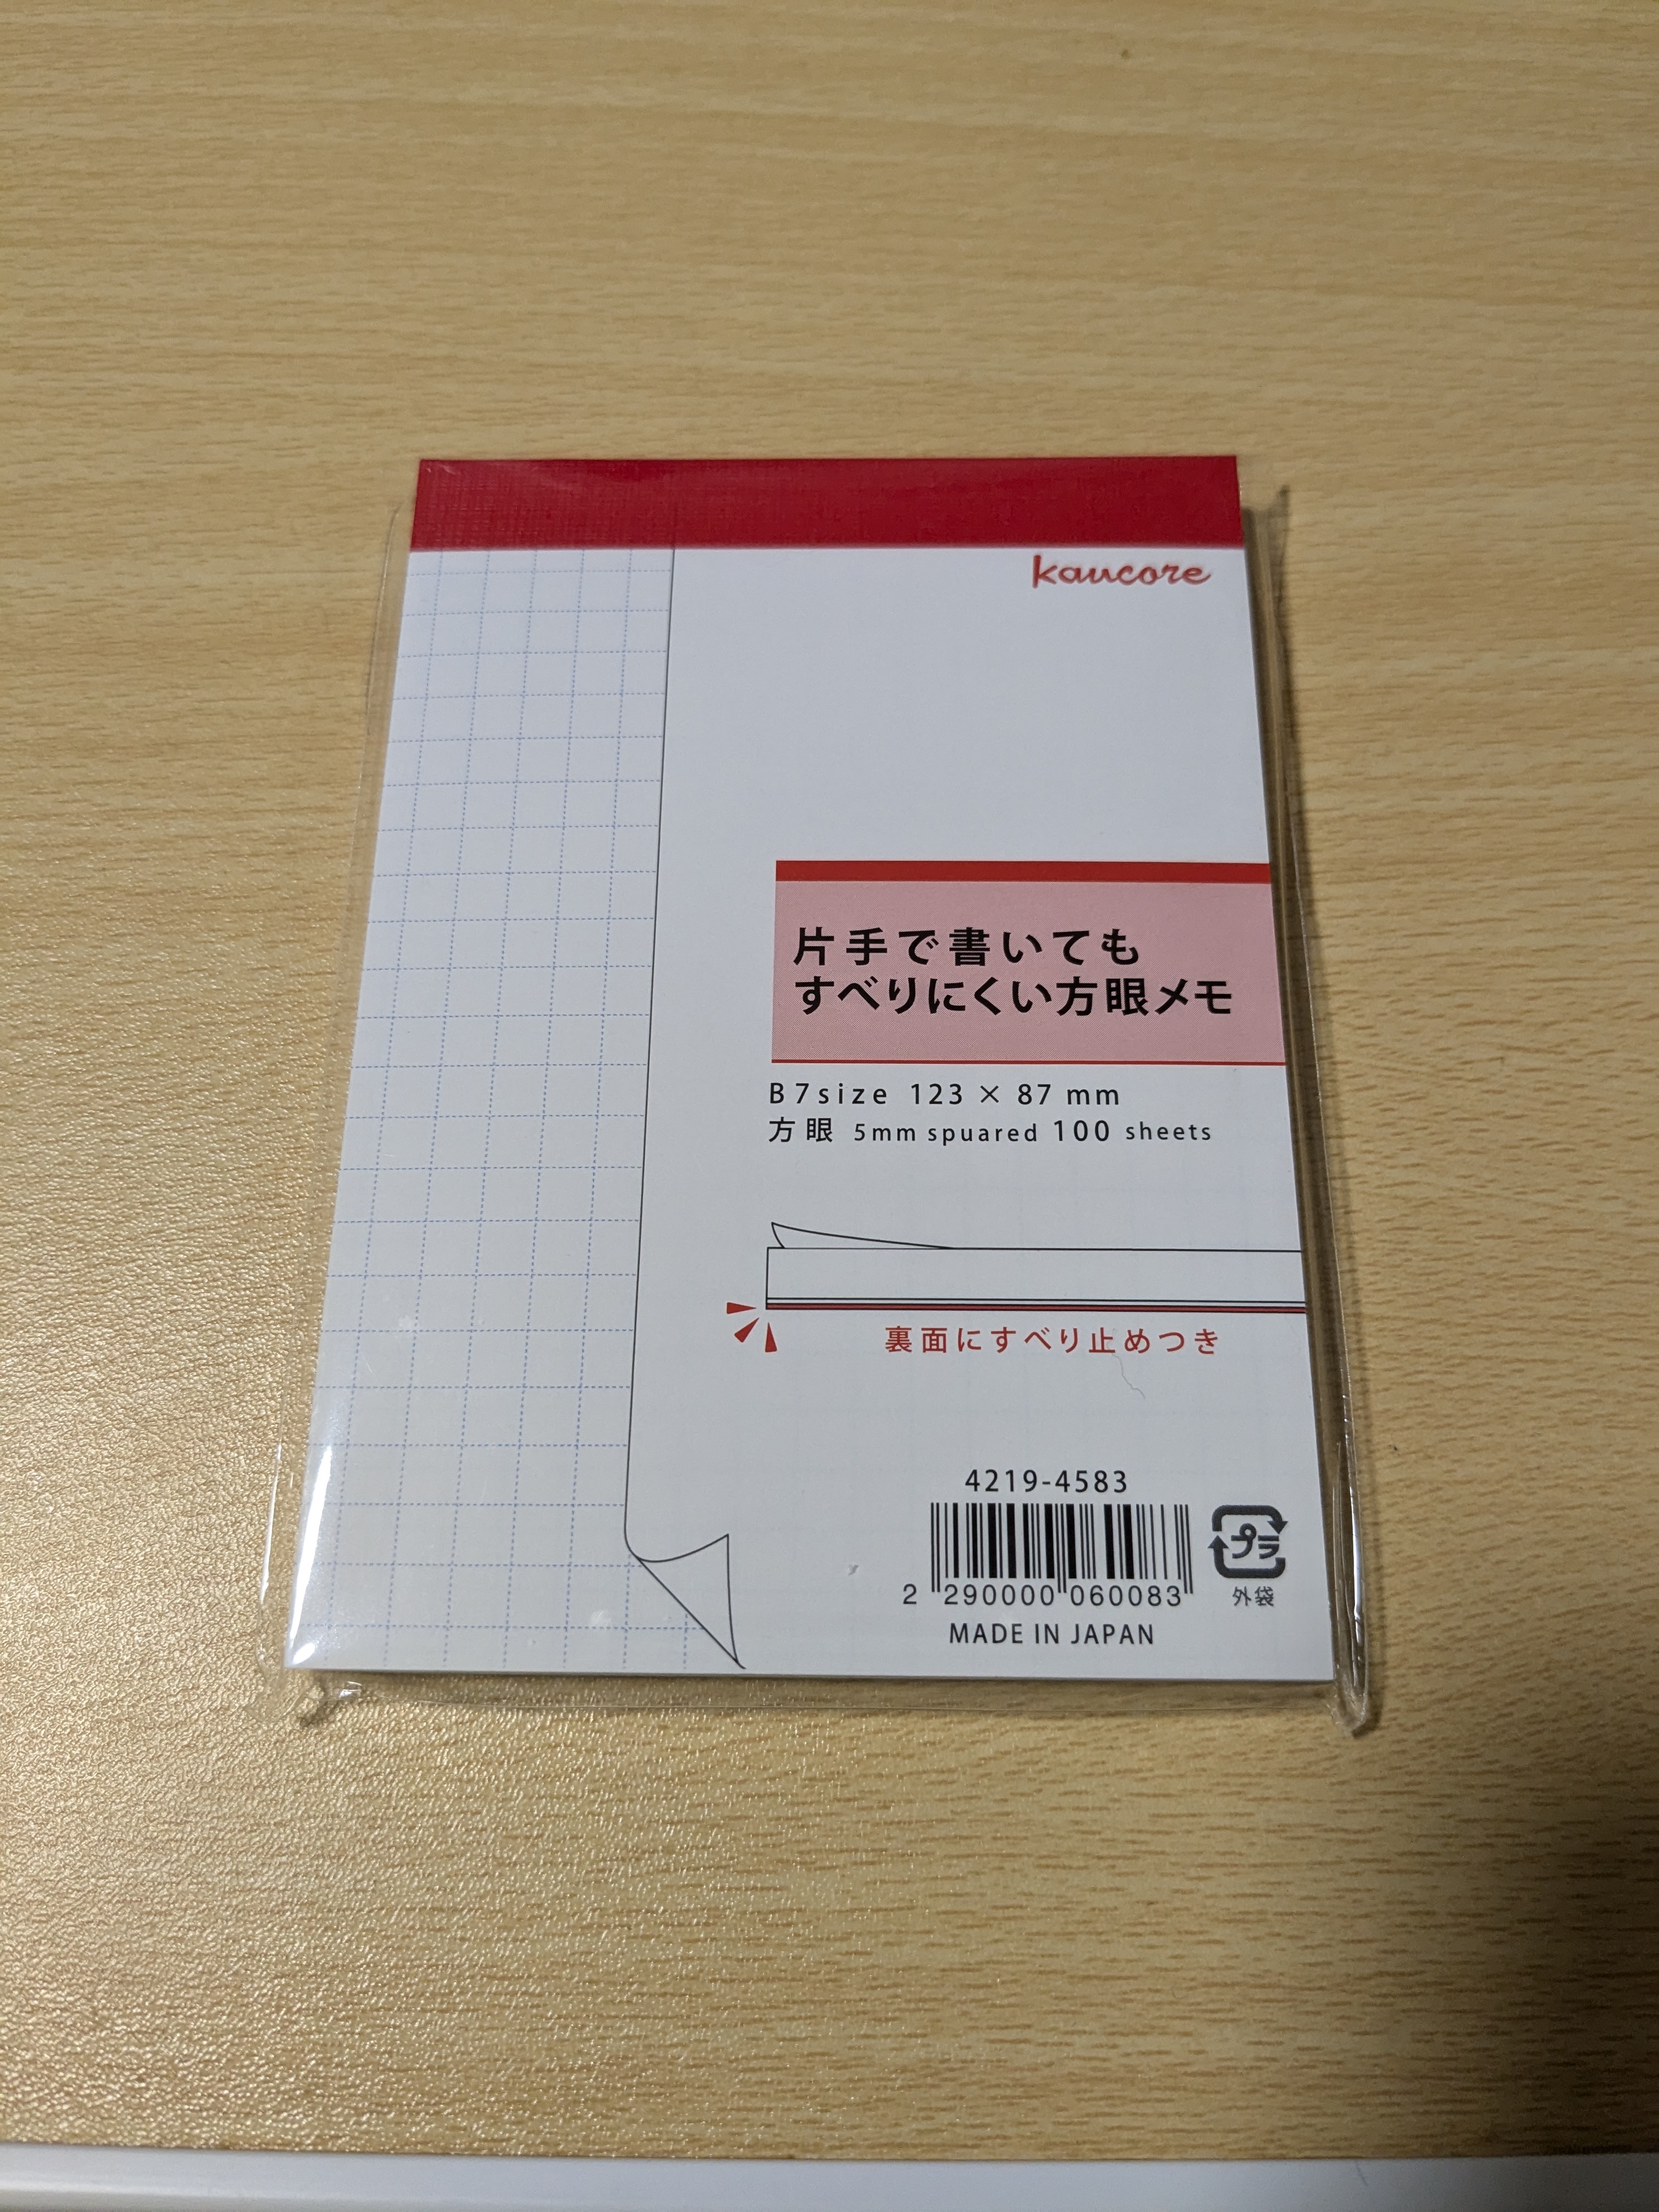 kaucore
片手で書いても
すべりにくい方眼メモ
B7size 123 × 87 mm
方眼 5mm spuared 100 sheets
裏面にすべり止めつき
4219-4583
2 290000 060083
プラ
外袋
MADE IN JAPAN